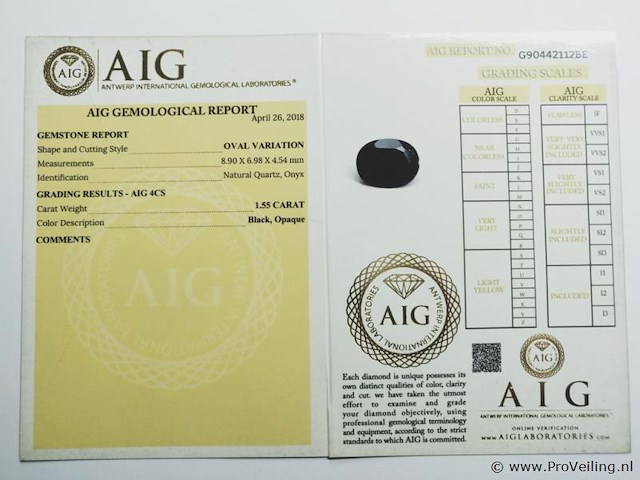 AIG
AIG
ANTWERP INTERNATIONAL GEMOLOGICAL LABORATORIES®
AIG GEMOLOGICAL REPORT
April 26, 2018
GEMSTONE REPORT
Shape and Cutting Style OVAL VARIATION
Measurements 8.90 X 6.98 X 4.54 mm
Identification Natural Quartz, Onyx
GRADING RESULTS - AIG 4CS
Carat Weight 1.55 CARAT
Color Description Black, Opaque
COMMENTS
AIG
AIG REPORT NO. G90442112BE
GRADING SCALES
AIG
COLOR SCALE
COLORLESS
NEAR
COLORLESS
FAINT
VERY
LIGHT
LIGHT
YELLOW
AIG
CLARITY SCALE
FLAWLESS IF
VERY-VERY
SLIGHTLY
INCLUDED
VVS1
VVS2
VERY
SLIGHTLY
INCLUDED
VS1
VS2
SLIGHTLY
INCLUDED
SI1
SI2
SI3
INCLUDED
I1
I2
I3
ANTWERP INTERNATIONAL GEMOLOGICAL LABORATORIES
AIG
Each diamond is unique possesses its
own distinct qualities of color, clarity
and cut. we have taken the utmost
effort to examine and grade
your diamond objectively, using
professional gemological terminology
and equipment, according to the strict
standards to which AIG is committed.
AIG
AIG
ANTWERP INTERNATIONAL GEMOLOGICAL LABORATORIES
ONLINE VERIFICATION
www.AIGLABORATORIES.com
© www.ProVeiling.nl